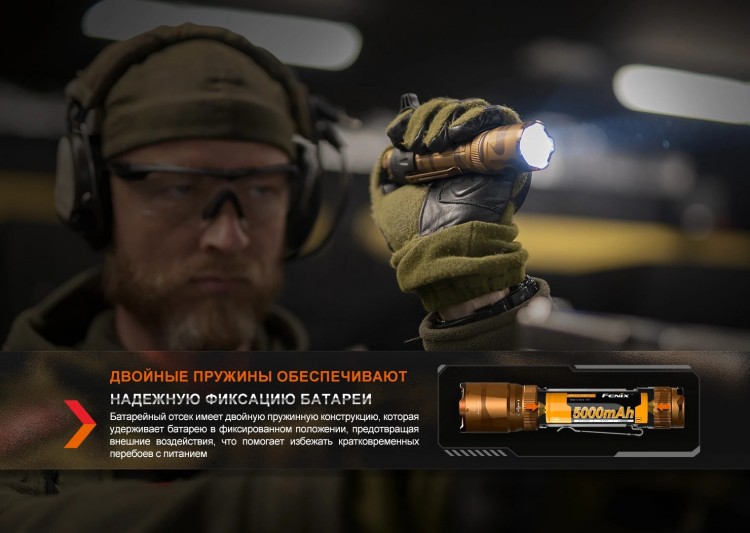 ДВОЙНЫЕ ПРУЖИНЫ ОБЕСПЕЧИВАЮТ
НАДЕЖНУЮ ФИКСАЦИЮ БАТАРЕИ
Батарейный отсек имеет двойную пружинную конструкцию, которая
удерживает батарею в фиксированном положении, предотвращая
внешние воздействия, что помогает избежать кратковременных
перебоев с питанием
FENIX
5000mAh